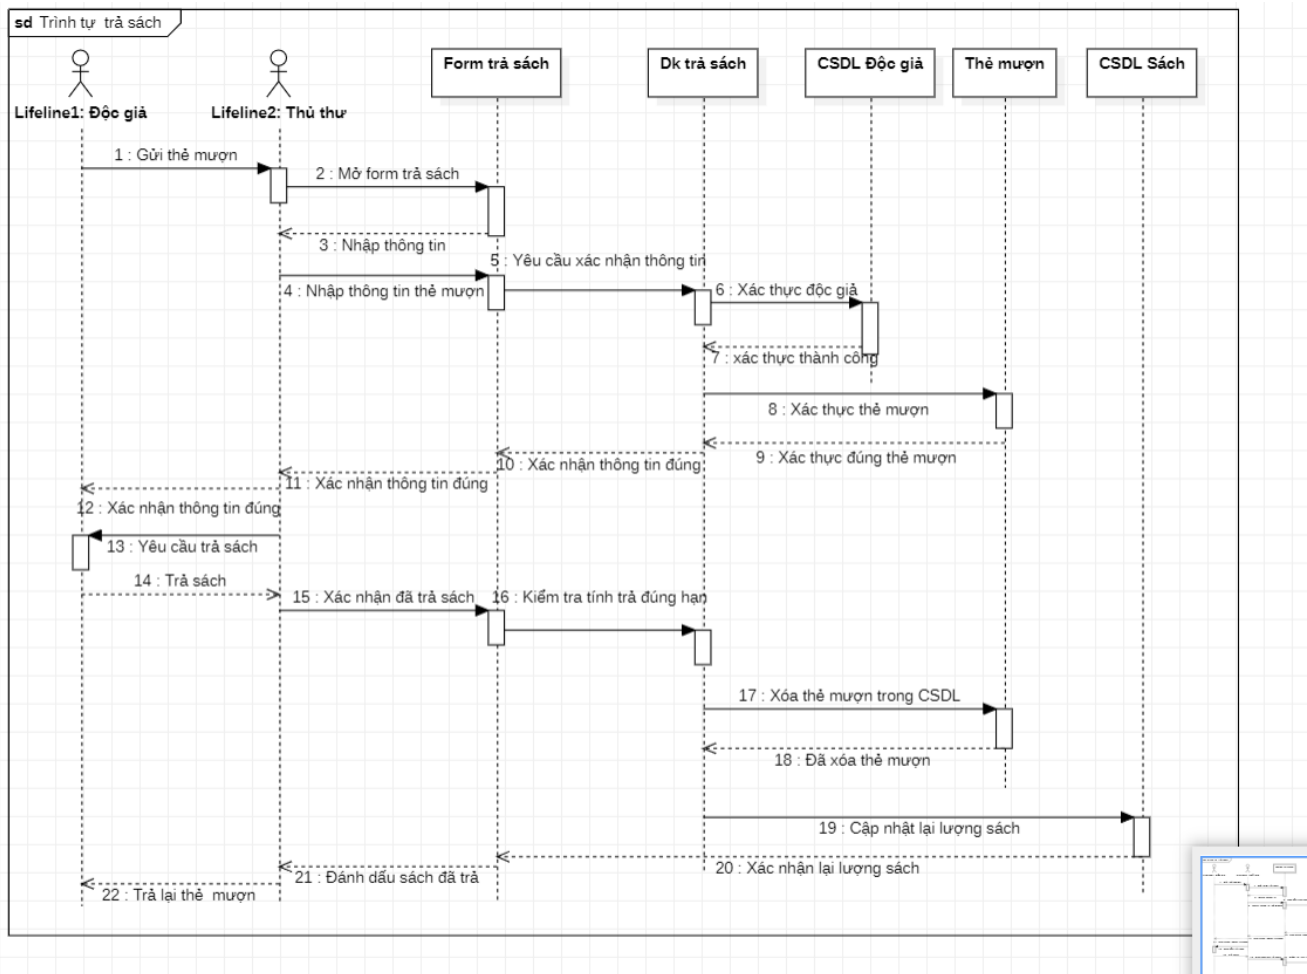 sd Trình tự trả sách
Form trả sách
Dk trả sách
CSDL Độc giả
Thẻ mượn
CSDL Sách
Lifeline1: Độc giả
Lifeline2: Thủ thư
1 : Gửi thẻ mượn
2 : Mở form trả sách
3 : Nhập thông tin
5 : Yêu cầu xác nhận thông tin
4 : Nhập thông tin thẻ mượn
6 : Xác thực độc giả
7 : xác thực thành công
8 : Xác thực thẻ mượn
9 : Xác thực đúng thẻ mượn
10 : Xác nhận thông tin đúng
11 : Xác nhận thông tin đúng
12 : Xác nhận thông tin đúng
13 : Yêu cầu trả sách
14 : Trả sách
15 : Xác nhận đã trả sách
16 : Kiểm tra tính trả đúng hạn
17 : Xóa thẻ mượn trong CSDL
18 : Đã xóa thẻ mượn
19 : Cập nhật lại lượng sách
20 : Xác nhận lại lượng sách
21 : Đánh dấu sách đã trả
22 : Trả lại thẻ mượn